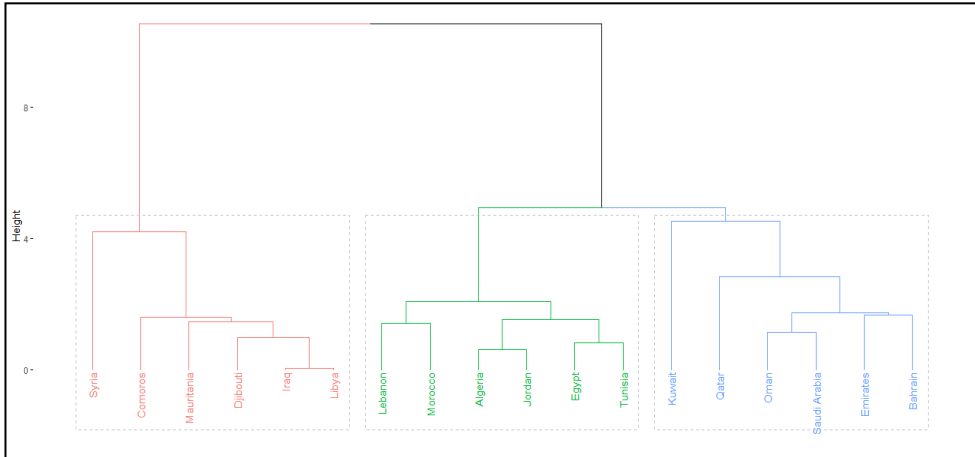 8
4
0
Height
Syria
Comoros
Mauritania
Djibouti
Iraq
Libya
Lebanon
Morocco
Algeria
Jordan
Egypt
Tunisia
Kuwait
Qatar
Oman
Saudi Arabia
Emirates
Bahrain